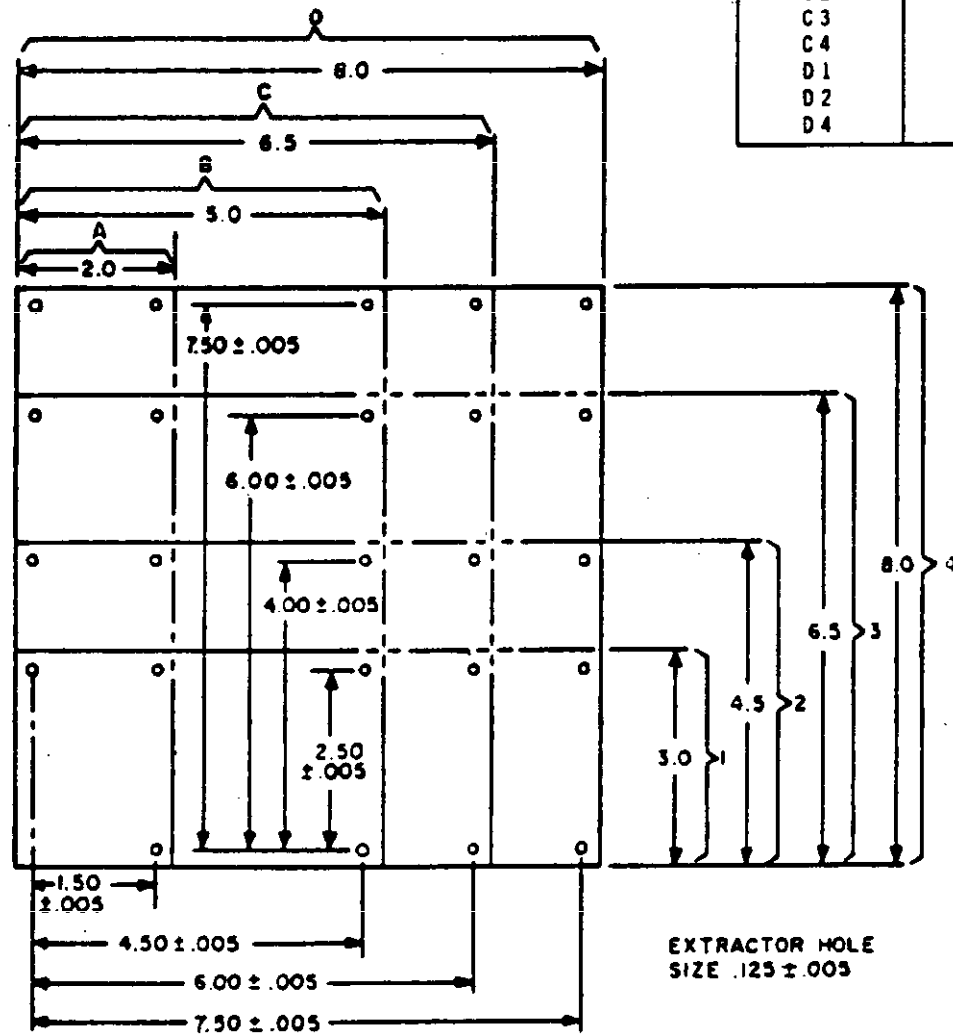 C 3
C 4
D 1
D 2
D 4
D
8.0
C
6.5
B
5.0
A
2.0
7.50 ± .005
6.00 ± .005
4.00 ± .005
2.50
± .005
8.0
4
6.5
3
4.5
2
3.0
1
1.50
± .005
4.50 ± .005
6.00 ± .005
7.50 ± .005
EXTRACTOR HOLE
SIZE .125 ± .005